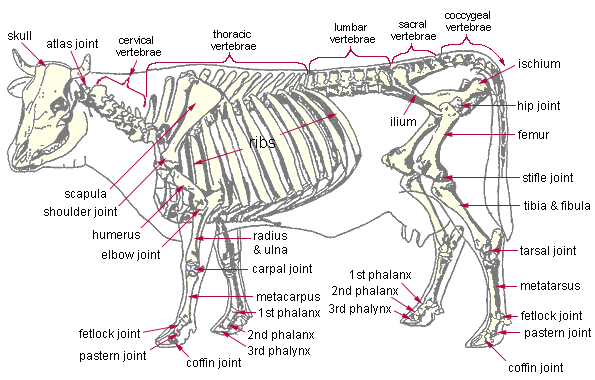 skull
atlas joint
cervical
vertebrae
thoracic
vertebrae
lumbar
vertebrae
sacral
vertebrae
coccygeal
vertebrae
ischium
hip joint
ilium
femur
ribs
stifle joint
tibia & fibula
scapula
shoulder joint
humerus
elbow joint
radius
& ulna
carpal joint
tarsal joint
metacarpus
1st phalanx
2nd phalanx
3rd phalynx
1st phalanx
2nd phalanx
3rd phalynx
metatarsus
fetlock joint
pastern joint
coffin joint
fetlock joint
pastern joint
coffin joint